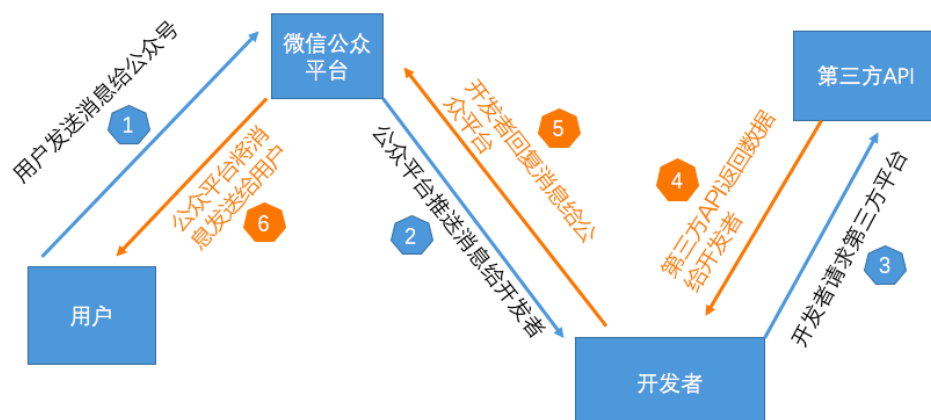 用户发送消息给公众号
1
微信公众
平台
公众平台将消
息发送给用户
6
用户
公众平台推送消息给开发者
2
开发者回复消息给公
众平台
5
第三方API
第三方API返回数据
给开发者
4
开发者请求第三方平台
3
开发者